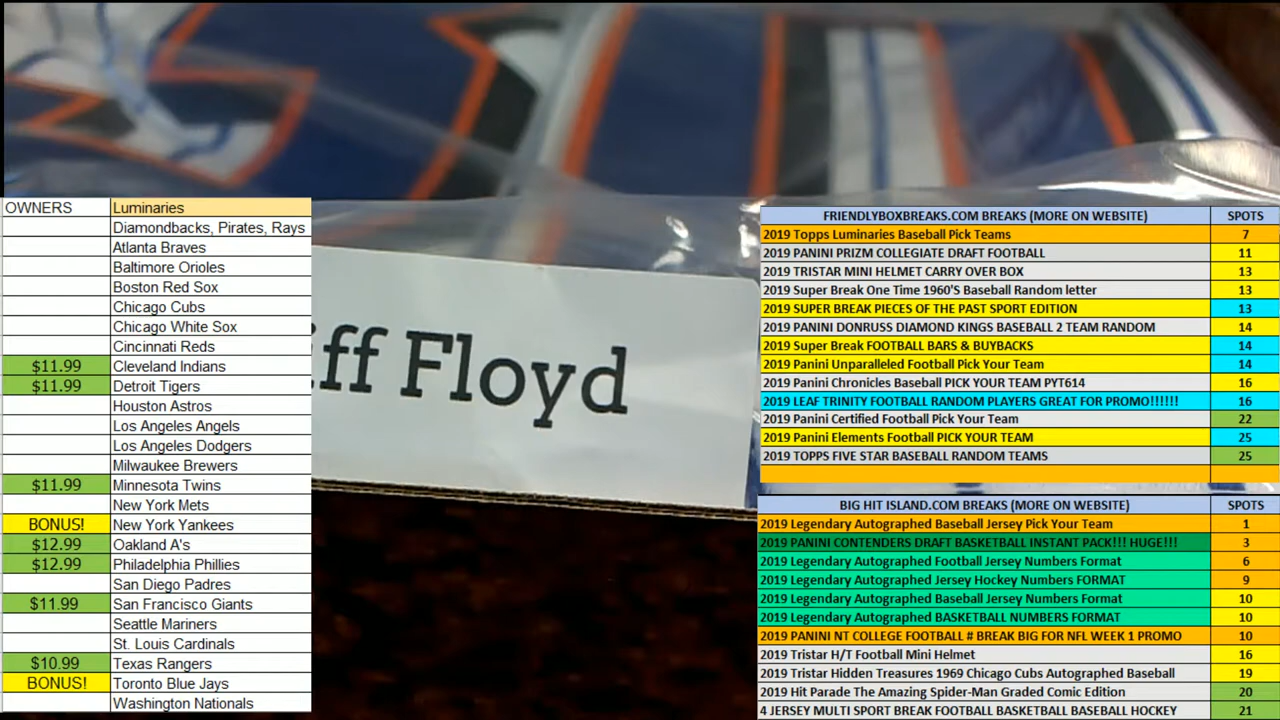 OWNERS Luminaries
Diamondbacks, Pirates, Rays
Atlanta Braves
Baltimore Orioles
Boston Red Sox
Chicago Cubs
Chicago White Sox
Cincinnati Reds
$11.99 Cleveland Indians
$11.99 Detroit Tigers
Houston Astros
Los Angeles Angels
Los Angeles Dodgers
Milwaukee Brewers
$11.99 Minnesota Twins
New York Mets
BONUS! New York Yankees
$12.99 Oakland A's
$12.99 Philadelphia Phillies
San Diego Padres
$11.99 San Francisco Giants
Seattle Mariners
St. Louis Cardinals
$10.99 Texas Rangers
BONUS! Toronto Blue Jays
Washington Nationals
iff Floyd
FRIENDLYBOXBREAKS.COM BREAKS (MORE ON WEBSITE) SPOTS
2019 Topps Luminaries Baseball Pick Teams 7
2019 PANINI PRIZM COLLEGIATE DRAFT FOOTBALL 11
2019 TRISTAR MINI HELMET CARRY OVER BOX 13
2019 Super Break One Time 1960'S Baseball Random letter 13
2019 SUPER BREAK PIECES OF THE PAST SPORT EDITION 13
2019 PANINI DONRUSS DIAMOND KINGS BASEBALL 2 TEAM RANDOM 14
2019 Super Break FOOTBALL BARS & BUYBACKS 14
2019 Panini Unparalleled Football Pick Your Team 14
2019 Panini Chronicles Baseball PICK YOUR TEAM PYT614 16
2019 LEAF TRINITY FOOTBALL RANDOM PLAYERS GREAT FOR PROMO!!!!!! 16
2019 Panini Certified Football Pick Your Team 22
2019 Panini Elements Football PICK YOUR TEAM 25
2019 TOPPS FIVE STAR BASEBALL RANDOM TEAMS 25
BIG HIT ISLAND.COM BREAKS (MORE ON WEBSITE) SPOTS
2019 Legendary Autographed Baseball Jersey Pick Your Team 1
2019 PANINI CONTENDERS DRAFT BASKETBALL INSTANT PACK!!! HUGE!!! 3
2019 Legendary Autographed Football Jersey Numbers Format 6
2019 Legendary Autographed Jersey Hockey Numbers FORMAT 9
2019 Legendary Autographed Baseball Jersey Numbers Format 10
2019 Legendary Autographed BASKETBALL NUMBERS FORMAT 10
2019 PANINI NT COLLEGE FOOTBALL # BREAK BIG FOR NFL WEEK 1 PROMO 10
2019 Tristar H/T Football Mini Helmet 16
2019 Tristar Hidden Treasures 1969 Chicago Cubs Autographed Baseball 19
2019 Hit Parade The Amazing Spider-Man Graded Comic Edition 20
4 JERSEY MULTI SPORT BREAK FOOTBALL BASKETBALL BASEBALL HOCKEY 21